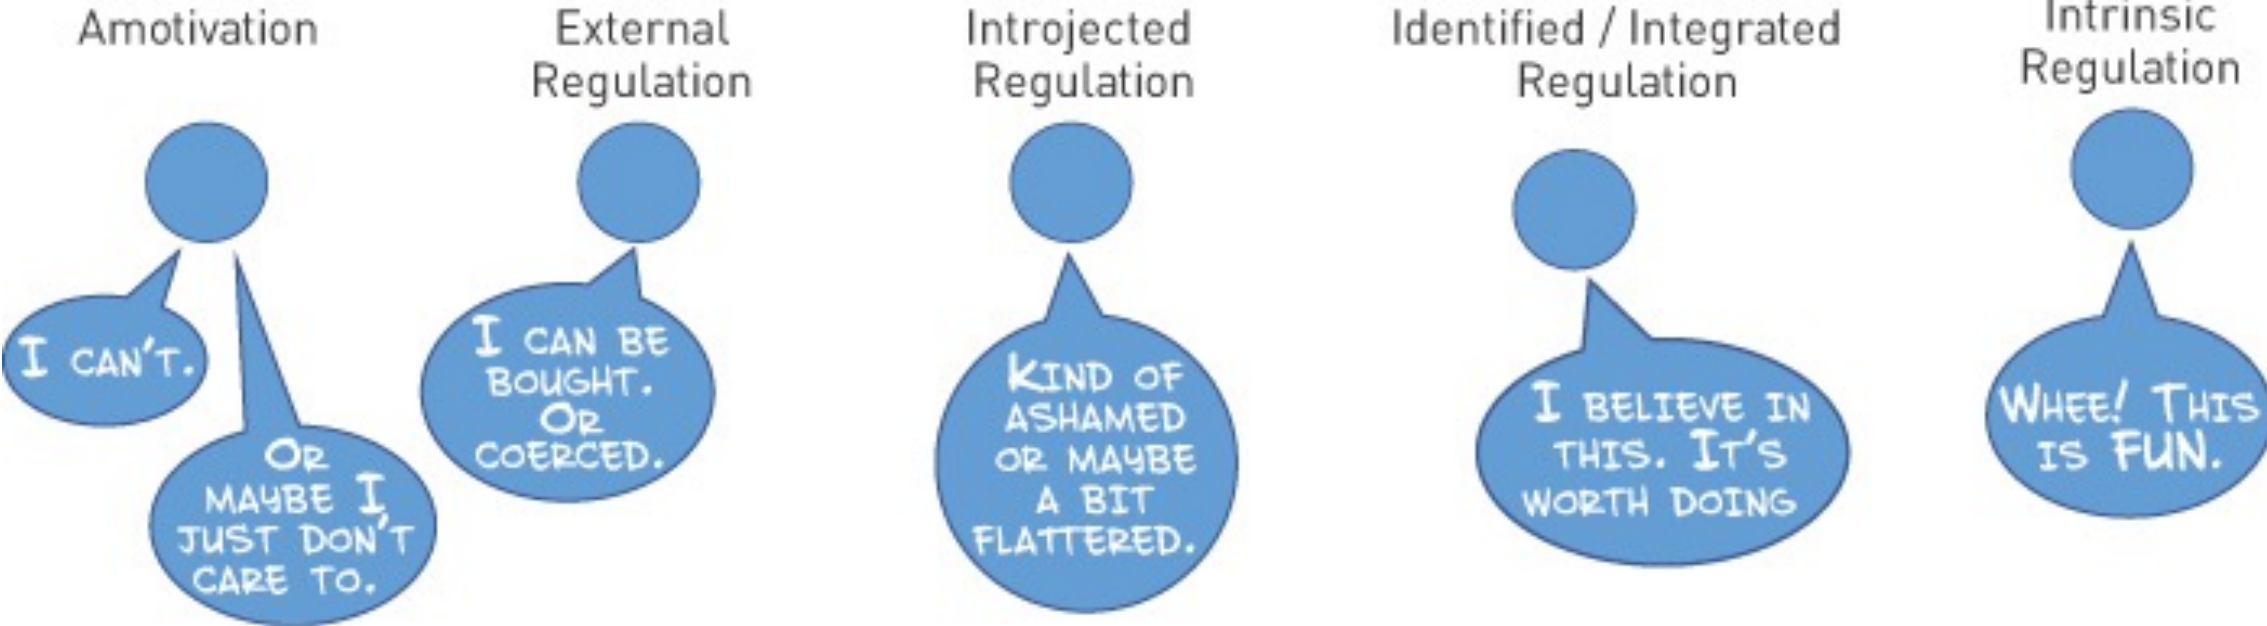 Amotivation
External
Regulation
Introjected
Regulation
Identified / Integrated
Regulation
Intrinsic
Regulation
I CAN'T.
OR
MAYBE I
JUST DON'T
CARE TO.
I CAN BE
BOUGHT.
OR
COERCED.
KIND OF
ASHAMED
OR MAYBE
A BIT
FLATTERED.
I BELIEVE IN
THIS. IT'S
WORTH DOING
WHEE! THIS
IS FUN.